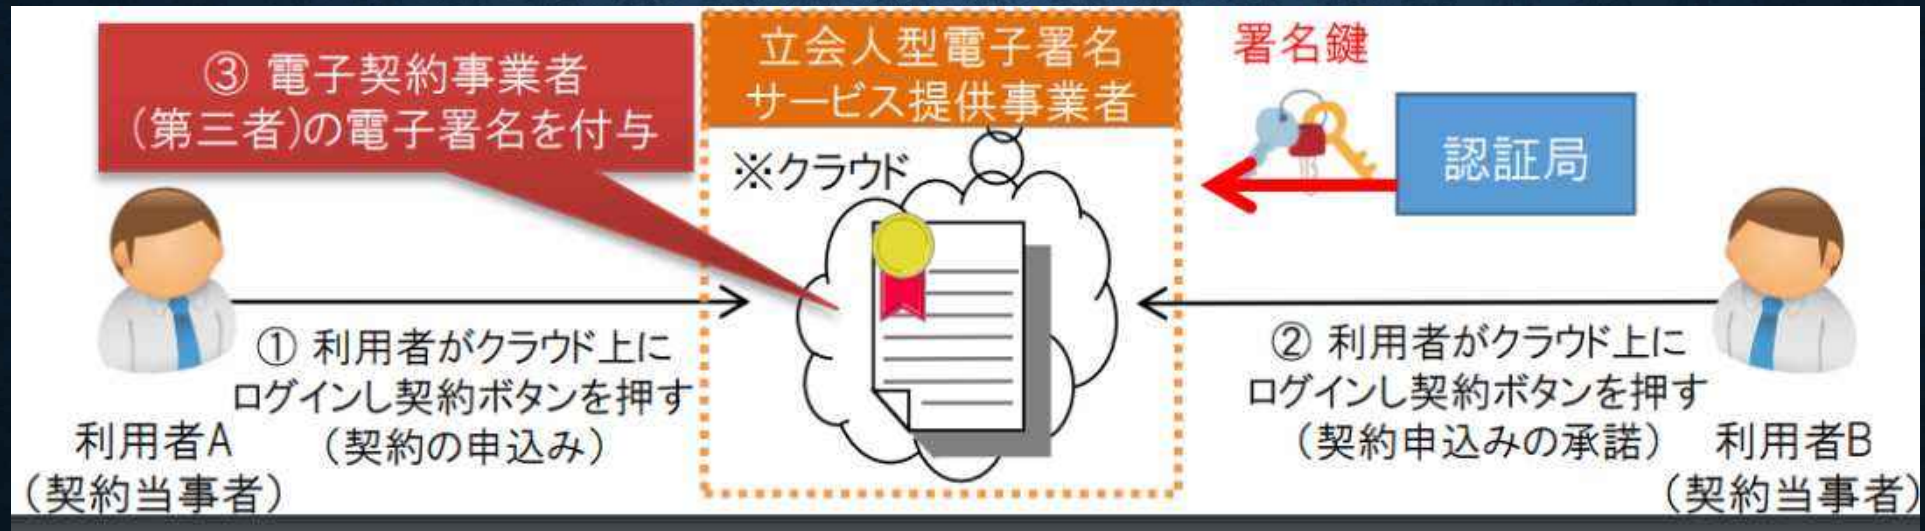 ③ 電子契約事業者
(第三者)の電子署名を付与
立会人型電子署名
サービス提供事業者
署名鍵
認証局
※クラウド
① 利用者がクラウド上に
ログインし契約ボタンを押す
(契約の申込み)
利用者A
(契約当事者)
② 利用者がクラウド上に
ログインし契約ボタンを押す
(契約申込みの承諾)
利用者B
(契約当事者)